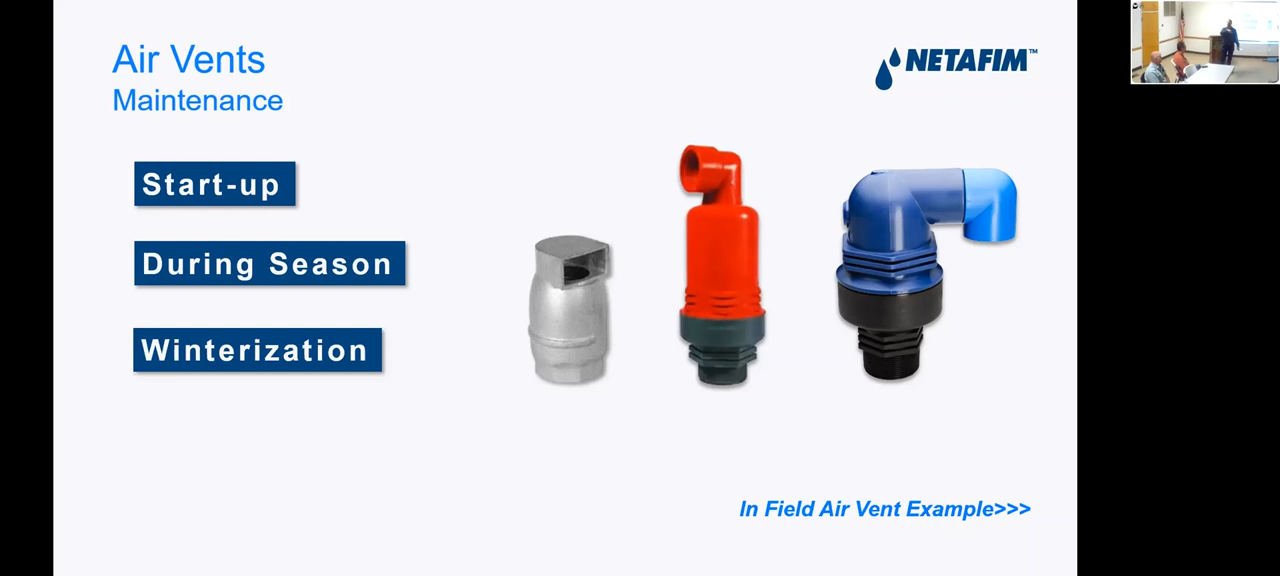 Air Vents
Maintenance
NETAFIM™
Start-up
During Season
Winterization
In Field Air Vent Example>>>